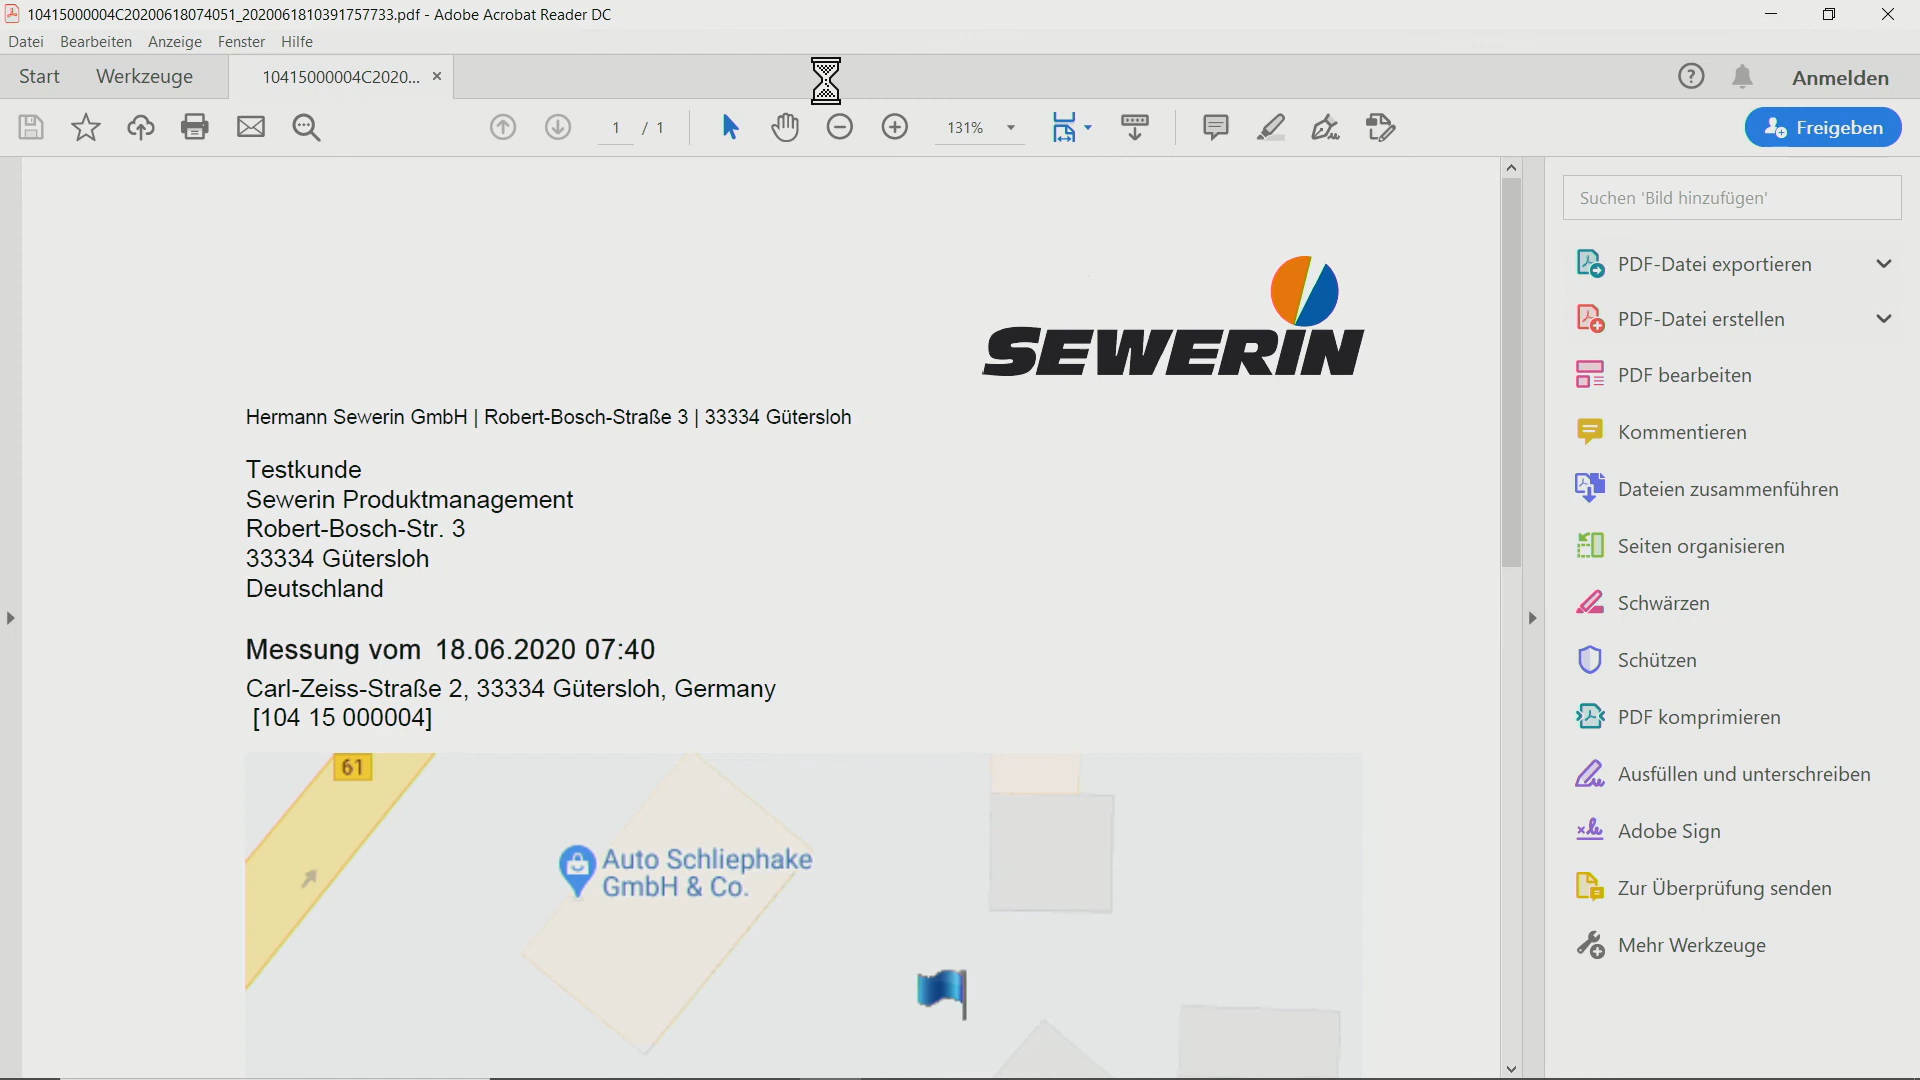 10415000004C20200618074051_2020061810391757733.pdf - Adobe Acrobat Reader DC
Datei Bearbeiten Anzeige Fenster Hilfe
Start Werkzeuge 10415000004C2020... × Anmelden
1 / 1 131% Freigeben
Suchen 'Bild hinzufügen'
PDF-Datei exportieren
PDF-Datei erstellen
PDF bearbeiten
Kommentieren
Dateien zusammenführen
Seiten organisieren
Schwärzen
Schützen
PDF komprimieren
Ausfüllen und unterschreiben
Adobe Sign
Zur Überprüfung senden
Mehr Werkzeuge
SEWERIN
Hermann Sewerin GmbH | Robert-Bosch-Straße 3 | 33334 Gütersloh
Testkunde
Sewerin Produktmanagement
Robert-Bosch-Str. 3
33334 Gütersloh
Deutschland
Messung vom 18.06.2020 07:40
Carl-Zeiss-Straße 2, 33334 Gütersloh, Germany
[104 15 000004]
61
Auto Schliephake
GmbH & Co.